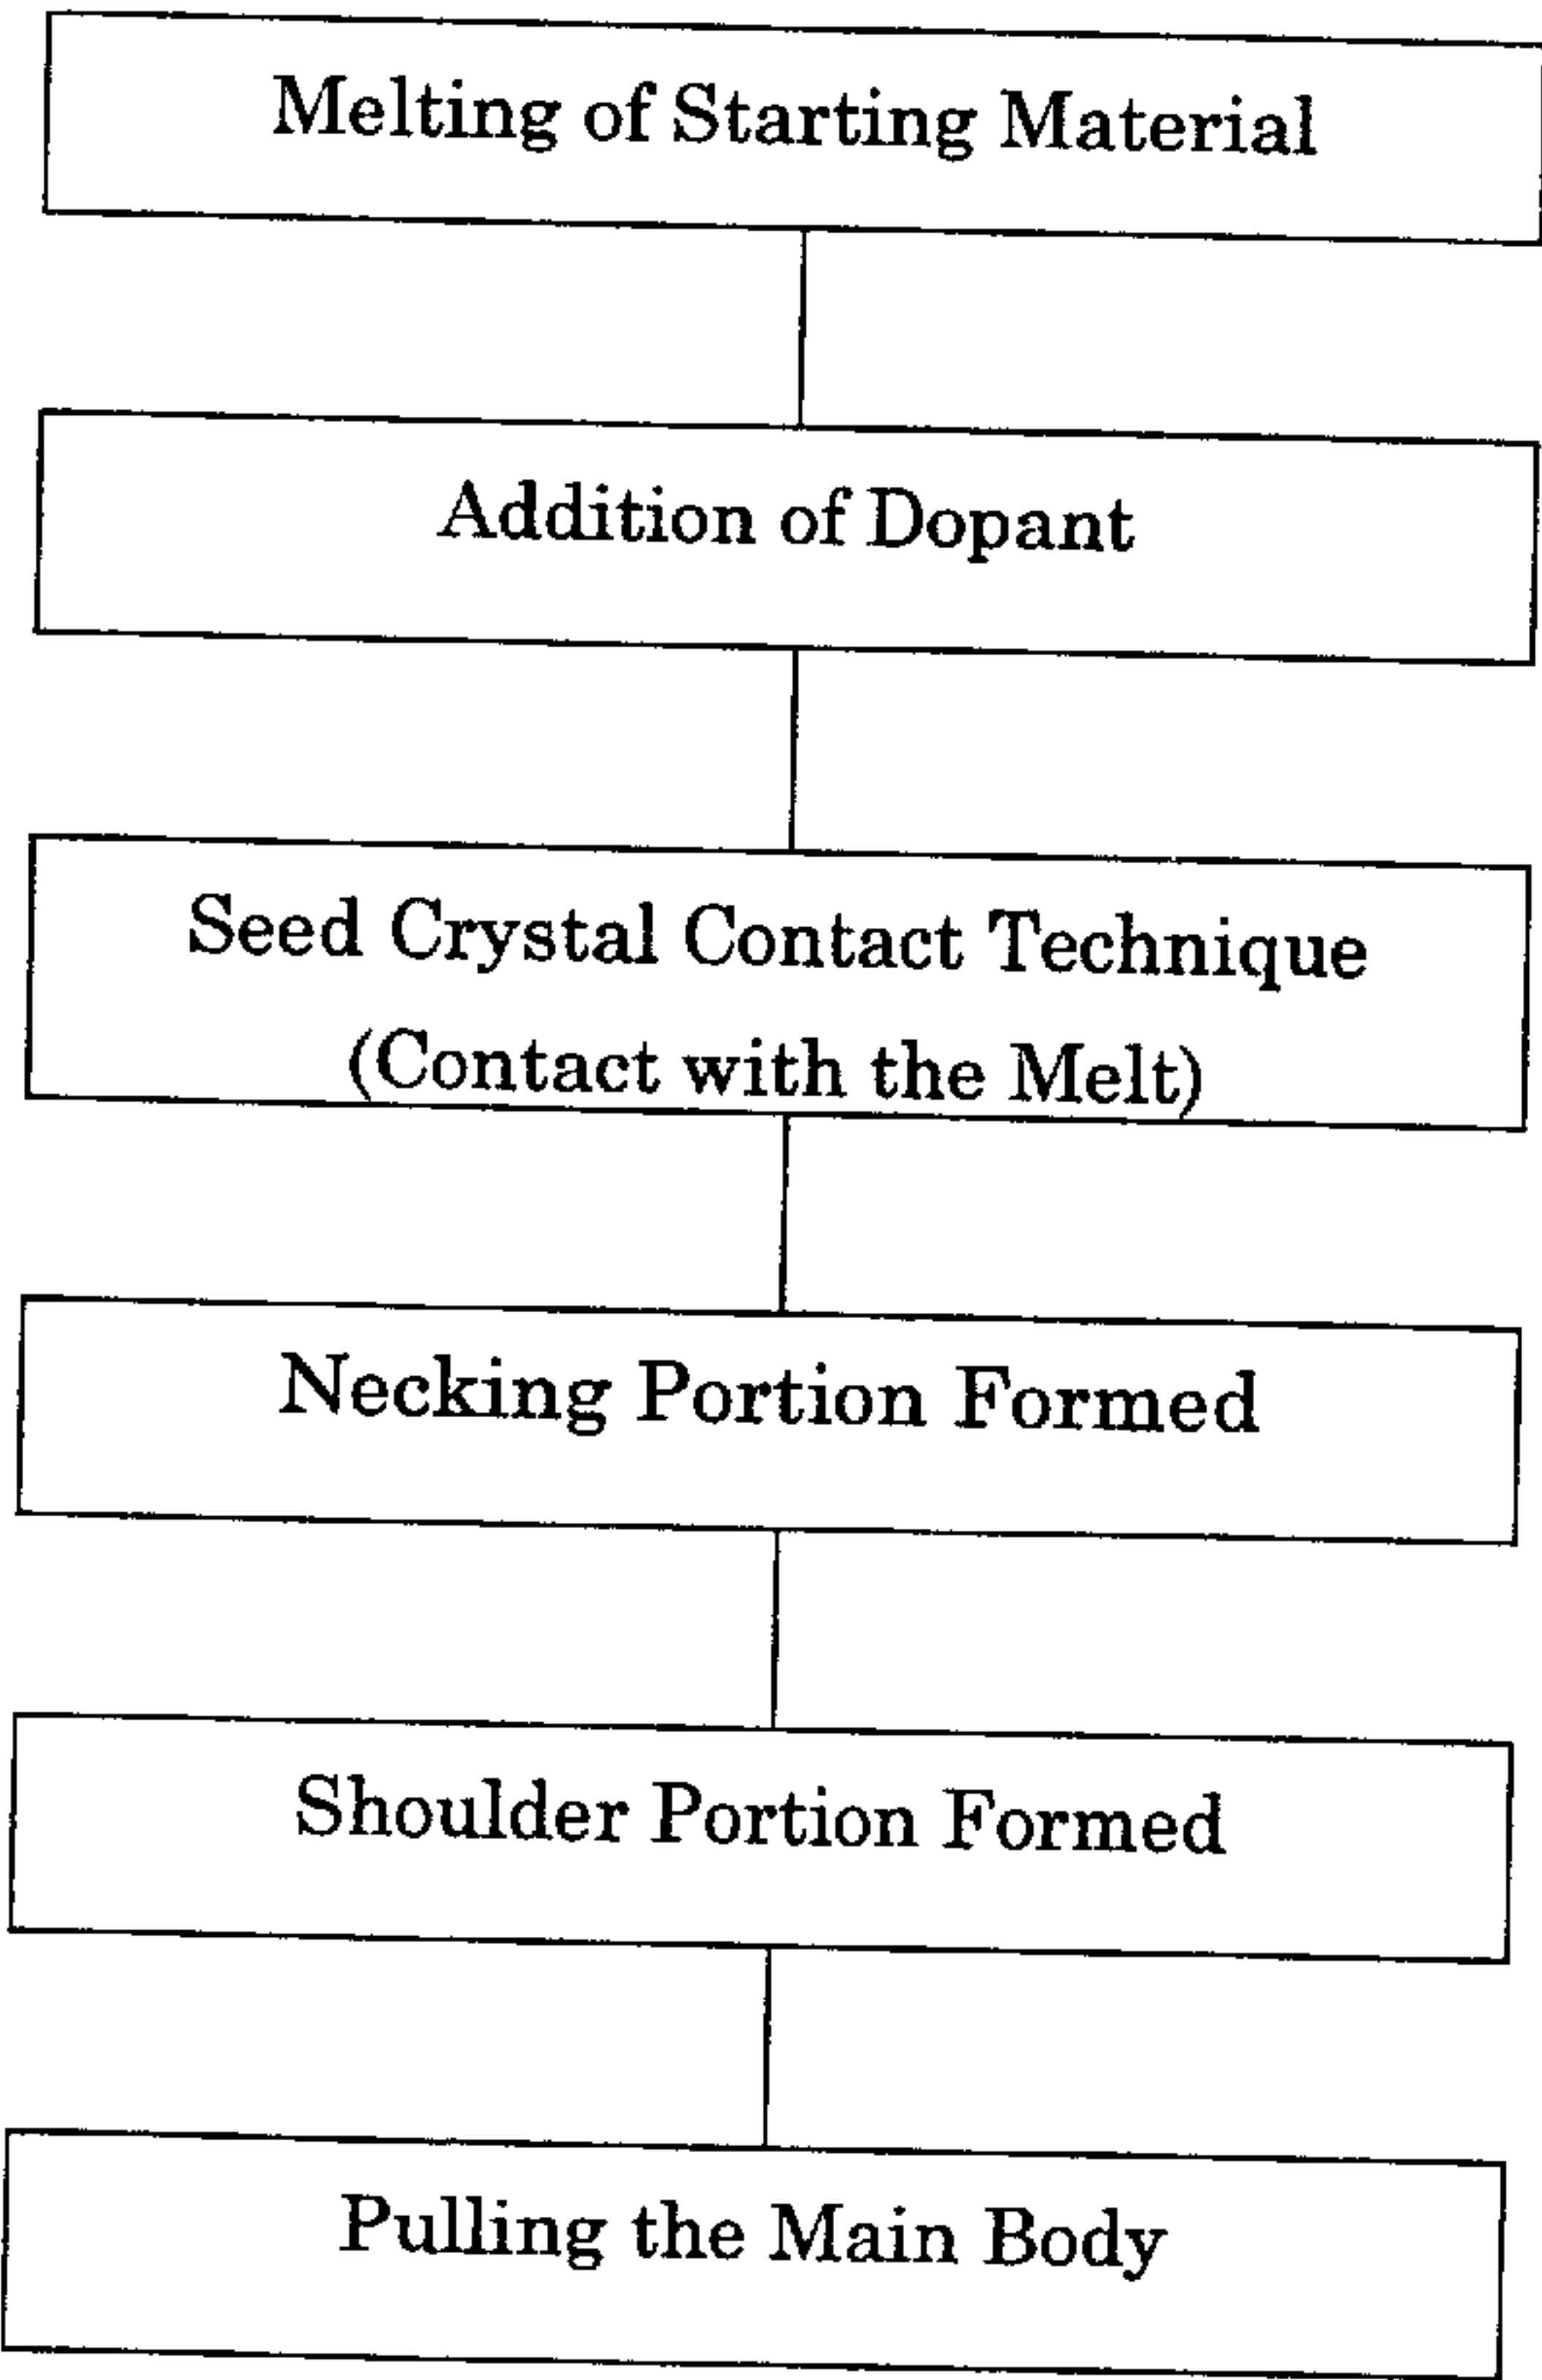 Melting of Starting Material
Addition of Dopant
Seed Crystal Contact Technique
(Contact with the Melt)
Necking Portion Formed
Shoulder Portion Formed
Pulling the Main Body